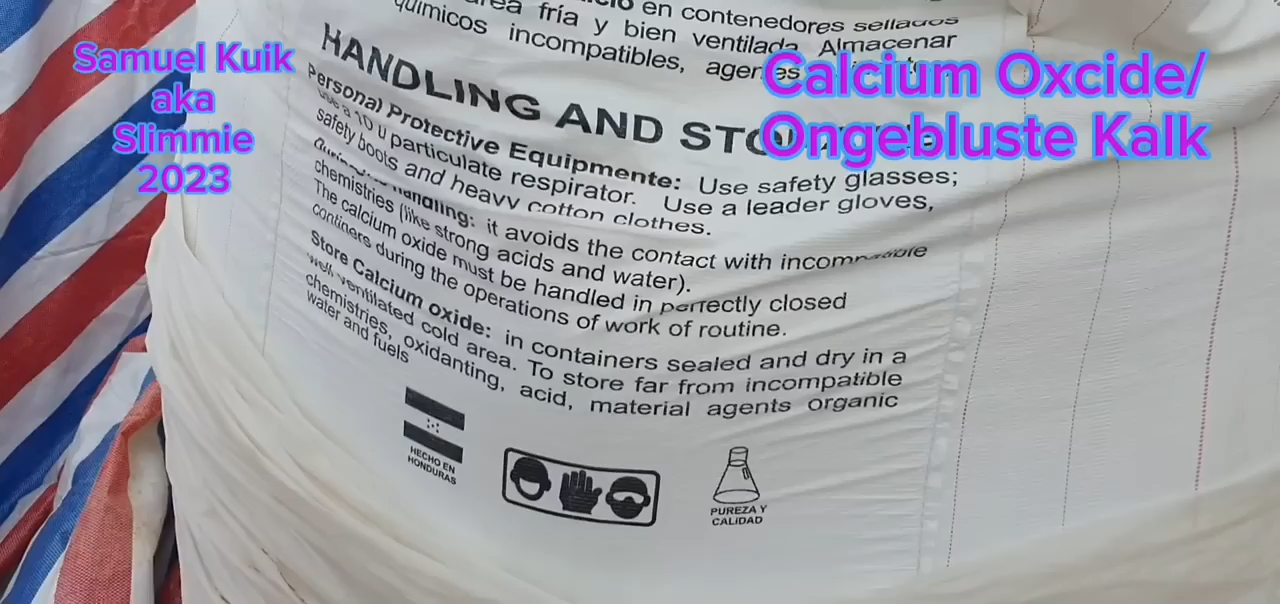 en contenedores sellados
área fría y bien ventilada. Almacenar
químicos incompatibles,
HANDLING AND
Personal Protective Equipmente: Use safety glasses;
particulate respirator. Use a leader gloves,
safety boots and heavy cotton clothes.
handling: it avoids the contact with incompatible
chemistries (like strong acids and water).
The calcium oxide must be handled in perfectly closed
continers during the operations of work of routine.
Store Calcium oxide: in containers sealed and dry in a
well ventilated cold area. To store far from incompatible
chemistries, oxidanting, acid, material agents organic
water and fuels
HECHO EN
HONDURAS
PUREZA Y
CALIDAD
Samuel Kuik
aka
Slimmie
2023
Calcium Oxcide/
Ongebluste Kalk